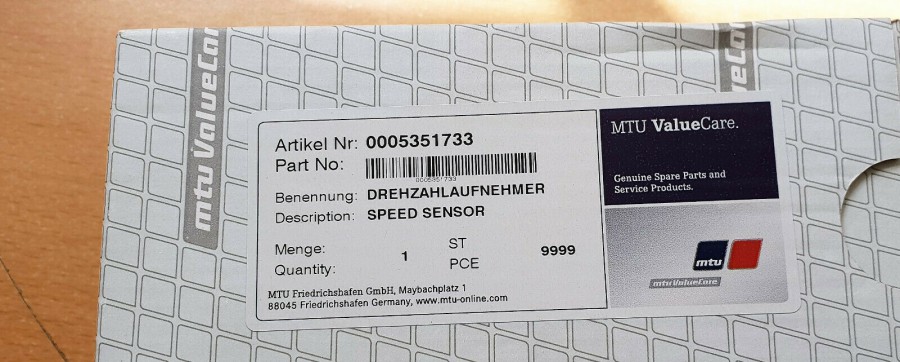 mtu ValueCare
Artikel Nr: 0005351733
Part No:
0005351733
Benennung: DREHZAHLAUFNEHMER
Description: SPEED SENSOR
Menge: 1 ST 9999
Quantity: PCE
MTU Friedrichshafen GmbH, Maybachplatz 1
88045 Friedrichshafen Germany, www.mtu-online.com
MTU ValueCare.
Genuine Spare Parts and
Service Products.
mtu
mtu ValueCare